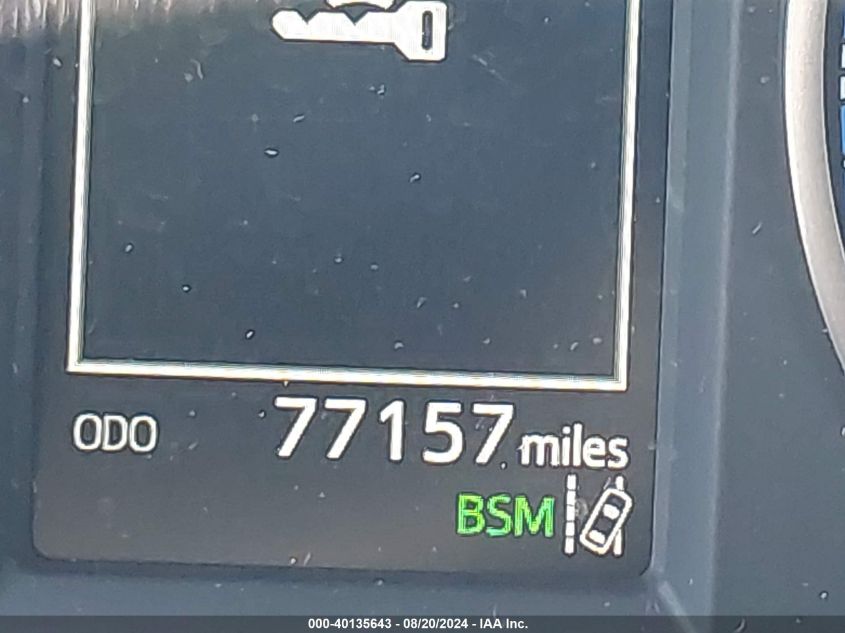 ODO 77157 miles
BSM
000-40135643 - 08/20/2024 - IAA Inc.